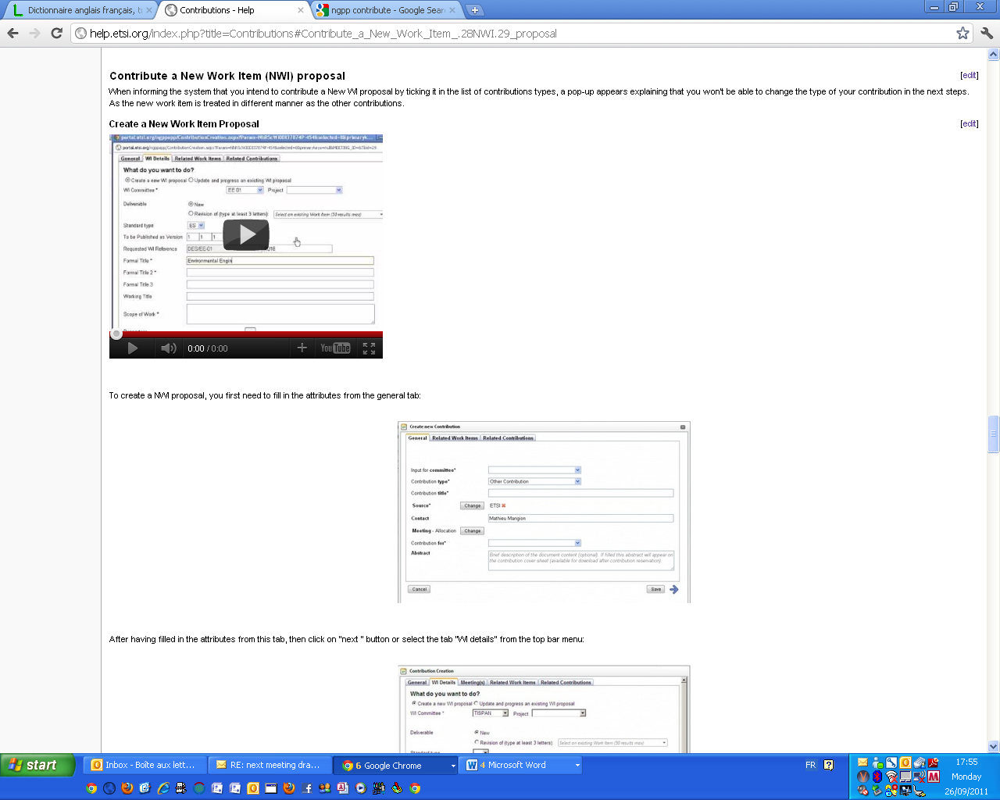 Dictionnaire anglais français, t
Contributions - Help
ngpp contribute - Google Sear
help.etsi.org/index.php?title=Contributions#Contribute_a_New_Work_Item_.28NWI.29_proposal
Contribute a New Work Item (NWI) proposal
[edit]
When informing the system that you intend to contribute a New WI proposal by ticking it in the list of contributions types, a pop-up appears explaining that you won't be able to change the type of your contribution in the next steps.
As the new work item is treated in different manner as the other contributions.
Create a New Work Item Proposal
[edit]
General WI Details Related Work Items Related Contributions
What do you want to do?
Create a new WI proposal Update and progress an existing WI proposal
WI Committee * EE 01 Project
Deliverable New
Revision of (type at least 3 letters): Select an existing Work Item (50 results max)
Standard type ES
To be Published as Version 1 1 1
Requested WI Reference DES/EE-01
Formal Title * Environmental Engin
Formal Title 2 *
Formal Title 3
Working Title
Scope of Work *
0:00 / 0:00
YouTube
To create a NWI proposal, you first need to fill in the attributes from the general tab:
Create new Contribution
General Related Work Items Related Contributions
Input for committee*
Contribution type* Other Contribution
Contribution title*
Source* Change ETSI
Contact Mathieu Mangion
Meeting - Allocation Change
Contribution for*
Abstract Brief description of the document content (optional). If filled this abstract will appear on
the contribution cover sheet (available for download after contribution reservation).
Cancel Save
After having filled in the attributes from this tab, then click on "next " button or select the tab "WI details" from the top bar menu:
Contribution Creation
General WI Details Meeting(s) Related Work Items Related Contributions
What do you want to do?
Create a new WI proposal Update and progress an existing WI proposal
WI Committee * TISPAN Project
Deliverable New
Revision of (type at least 3 letters): Select an existing Work Item (50 results max)
Standard type
start
Inbox - Boîte aux lett...
RE: next meeting dra...
6 Google Chrome
4 Microsoft Word
FR
17:55
Monday
26/09/2011